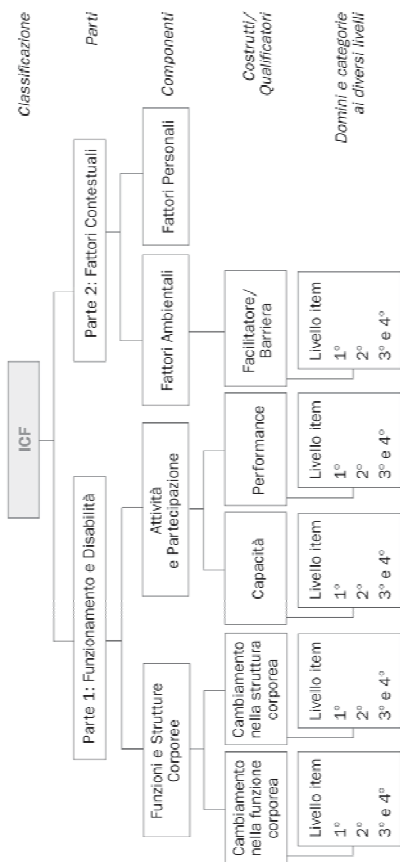 Classificazione
ICF
Parti
Parte 1: Funzionamento e Disabilità
Parte 2: Fattori Contestuali
Componenti
Funzioni e Strutture
Corporee
Attività
e Partecipazione
Fattori Ambientali
Fattori Personali
Costrutti/
Qualificatori
Cambiamento
nella funzione
corporea
Cambiamento
nella struttura
corporea
Capacità
Performance
Facilitatore/
Barriera
Domini e categorie
ai diversi livelli
Livello item
1°
2°
3° e 4°
Livello item
1°
2°
3° e 4°
Livello item
1°
2°
3° e 4°
Livello item
1°
2°
3° e 4°
Livello item
1°
2°
3° e 4°